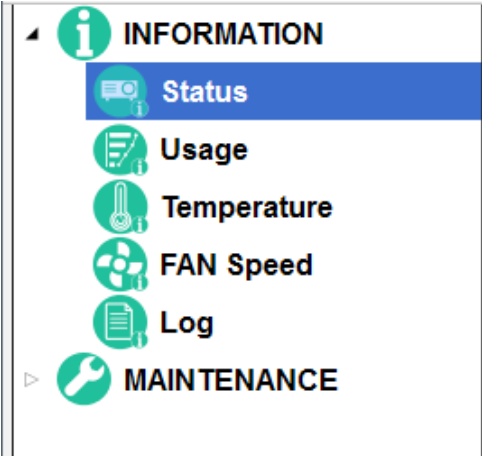 INFORMATION
Status
Usage
Temperature
FAN Speed
Log
MAINTENANCE